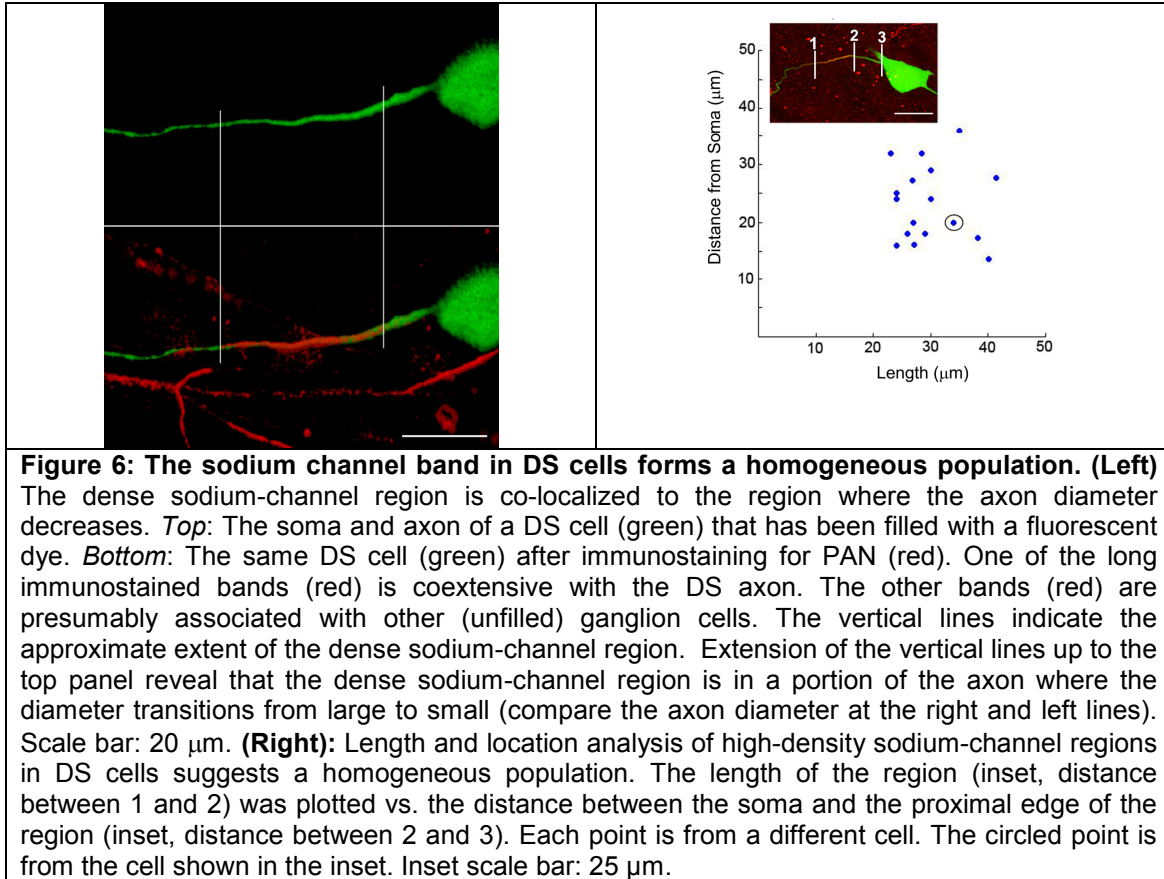 1
2
3
50
40
30
20
10
Distance from Soma (μm)
10
20
30
40
50
Length (μm)
Figure 6: The sodium channel band in DS cells forms a homogeneous population. (Left)
The dense sodium-channel region is co-localized to the region where the axon diameter
decreases. Top: The soma and axon of a DS cell (green) that has been filled with a fluorescent
dye. Bottom: The same DS cell (green) after immunostaining for PAN (red). One of the long
immunostained bands (red) is coextensive with the DS axon. The other bands (red) are
presumably associated with other (unfilled) ganglion cells. The vertical lines indicate the
approximate extent of the dense sodium-channel region. Extension of the vertical lines up to the
top panel reveal that the dense sodium-channel region is in a portion of the axon where the
diameter transitions from large to small (compare the axon diameter at the right and left lines).
Scale bar: 20 μm. (Right): Length and location analysis of high-density sodium-channel regions
in DS cells suggests a homogeneous population. The length of the region (inset, distance
between 1 and 2) was plotted vs. the distance between the soma and the proximal edge of the
region (inset, distance between 2 and 3). Each point is from a different cell. The circled point is
from the cell shown in the inset. Inset scale bar: 25 μm.